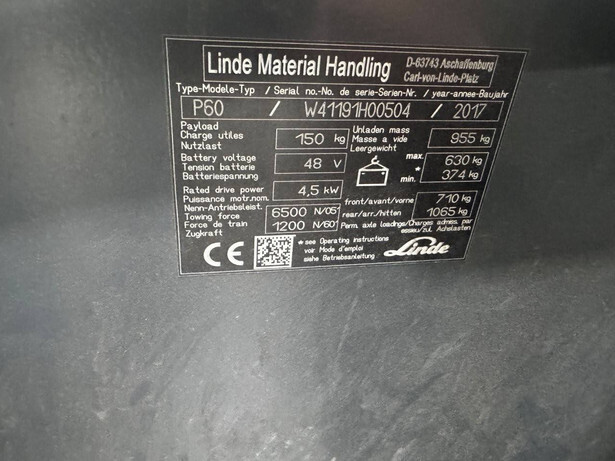 Linde Material Handling
D-63743 Aschaffenburg
Carl-von-Linde-Platz
Type-Modele-Typ / Serial no.-No. de serie-Serien-Nr. / year-annee-Baujahr
P60 / W41191H00504 / 2017
Payload
Charge utiles
Nutzlast
150 kg
Unladen mass
Masse a vide
Leergewicht
955 kg
Battery voltage
Tension batterie
Batteriespannung
48 V
max. 630 kg
* min. 374 kg
Rated drive power
Puissance mot.nom.
Nenn-Antriebsleist.
4,5 kW
front/avant/vorne 710 kg
rear/arr./hitten 1065 kg
Towing force
Force de train
Zugkraft
6500 N/05'
1200 N/60'
Perm. axle loadings/Charges admiss. par
essieu/zul. Achslasten
CE
* see Operating instructions
voir Mode d'emploi
siehe Betriebsanleitung
Linde